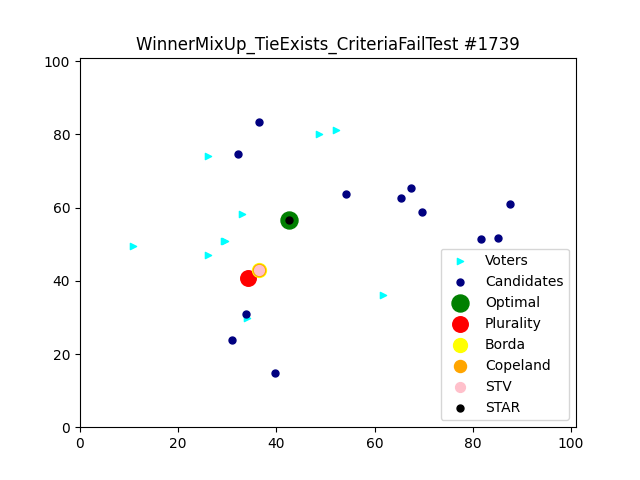 WinnerMixUp_TieExists_CriteriaFailTest #1739
100
80
60
40
20
0
0 20 40 60 80 100
Voters
Candidates
Optimal
Plurality
Borda
Copeland
STV
STAR